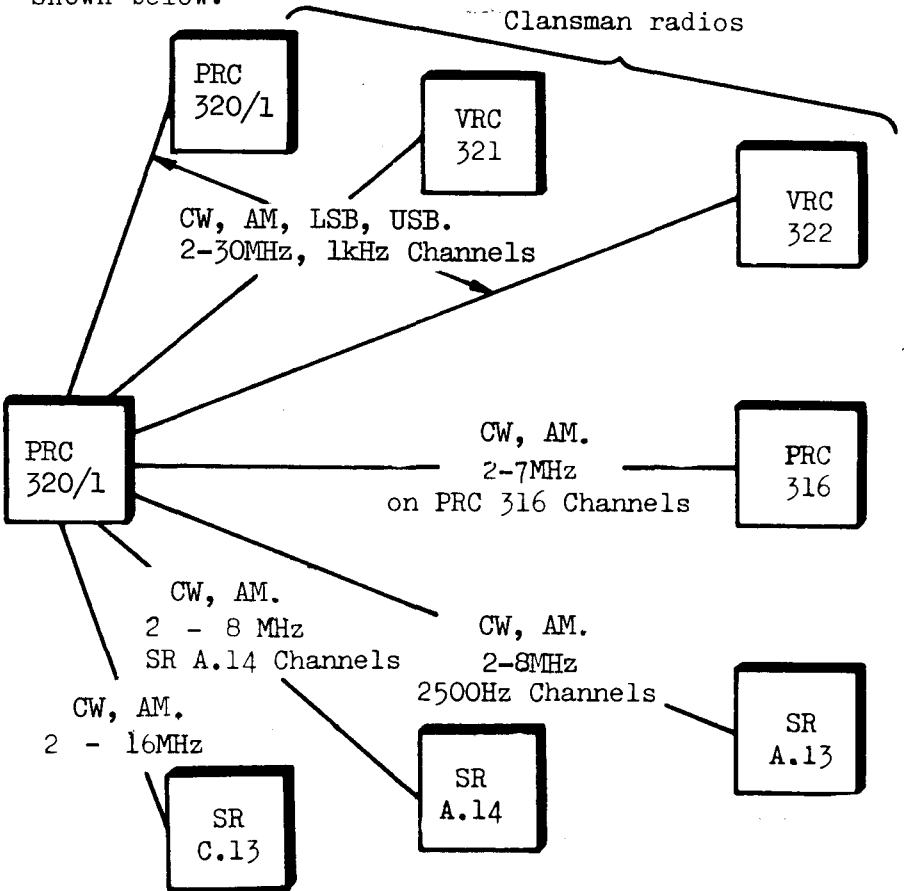 shown below.
Clansman radios
PRC
320/1
VRC
321
VRC
322
CW, AM, LSB, USB.
2-30MHz, 1kHz Channels
PRC
320/1
CW, AM.
2-7MHz
on PRC 316 Channels
PRC
316
CW, AM.
2 - 8 MHz
SR A.14 Channels
CW, AM.
2-8MHz
2500Hz Channels
CW, AM.
2 - 16MHz
SR
A.13
SR
A.14
SR
C.13